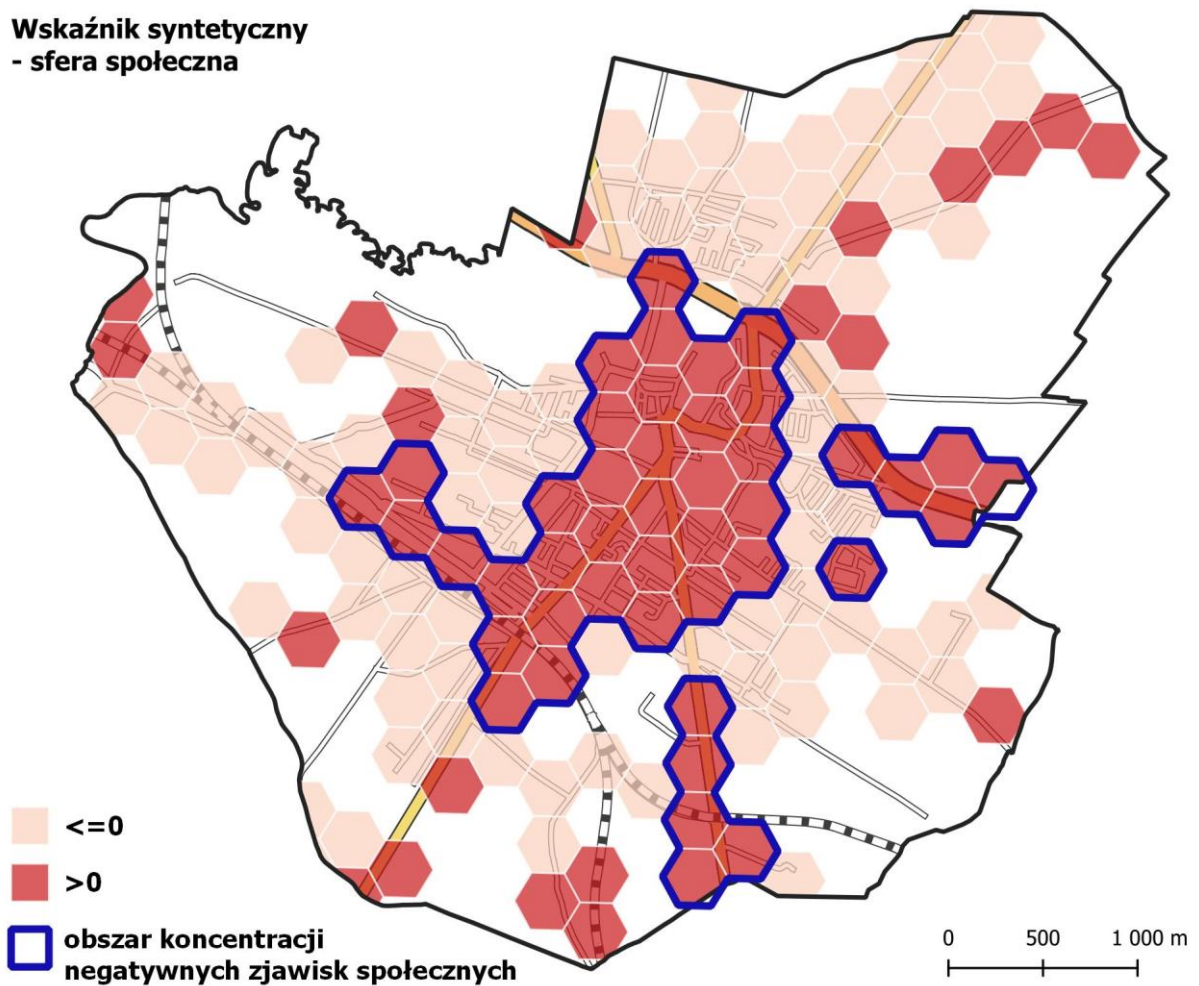 Wskaźnik syntetyczny
- sfera społeczna
<=0
>0
obszar koncentracji
negatywnych zjawisk społecznych
0 500 1 000 m